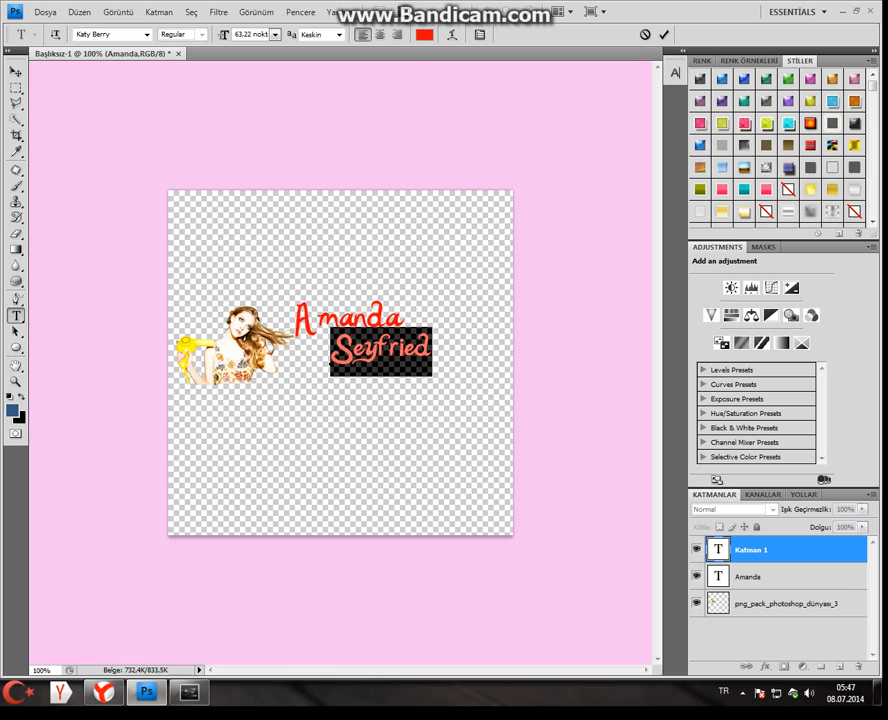 www.Bandicam.com
Dosya Düzen Görüntü Katman Seç Filtre Görünüm Pencere ESSENTİALS
Katy Berry Regular 63,22 nokt Keskin
Başlıksız-1 @ 100% (Amanda,RGB/8) *
RENK RENK ÖRNEKLERİ STİLLER
Amanda
Seyfried
ADJUSTMENTS MASKS
Add an adjustment
Levels Presets
Curves Presets
Exposure Presets
Hue/Saturation Presets
Black & White Presets
Channel Mixer Presets
Selective Color Presets
KATMANLAR KANALLAR YOLLAR
Normal Işık Geçirmezlik: 100%
Kilitle: Dolgu: 100%
Katman 1
Amanda
png_pack_photoshop_dünyası_3
100% Belge: 732,4K/833,5K
TR 05:47
08.07.2014